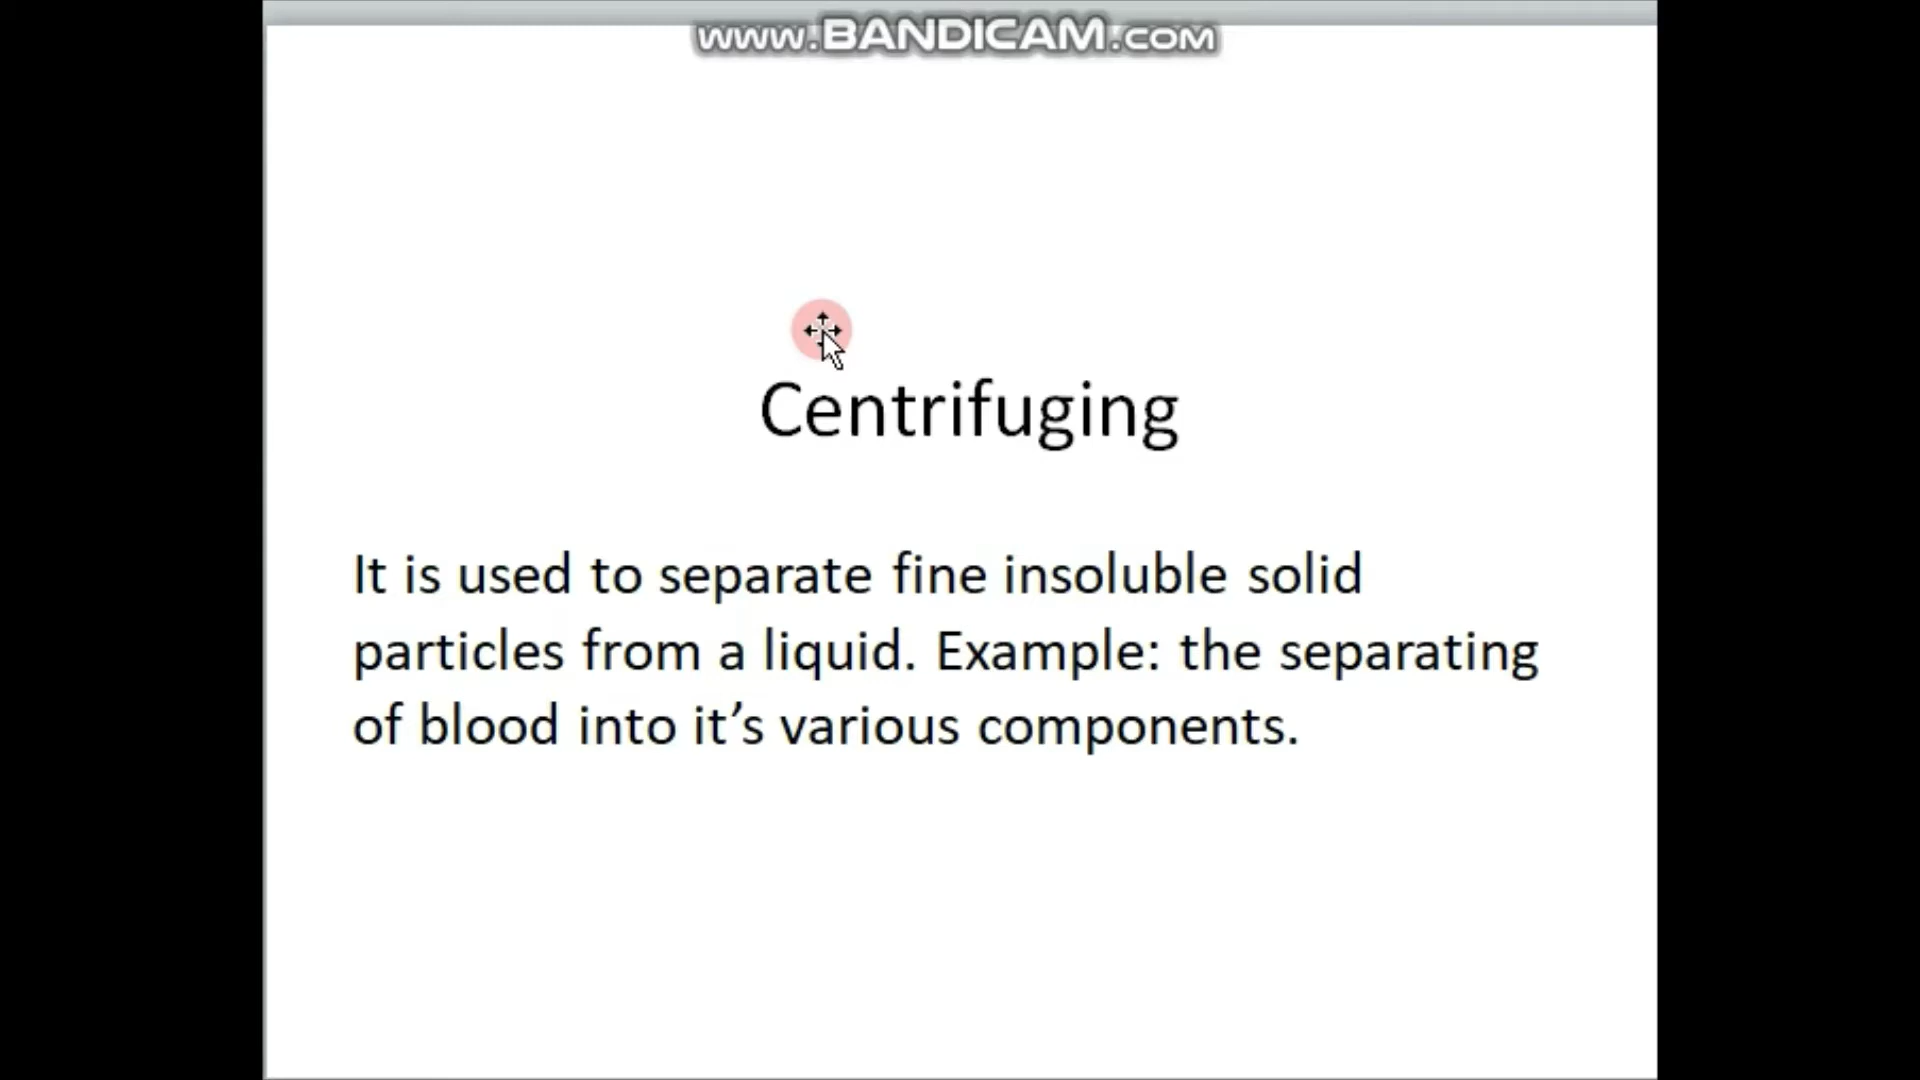 www.BANDICAM.com
Centrifuging
It is used to separate fine insoluble solid
particles from a liquid. Example: the separating
of blood into it’s various components.